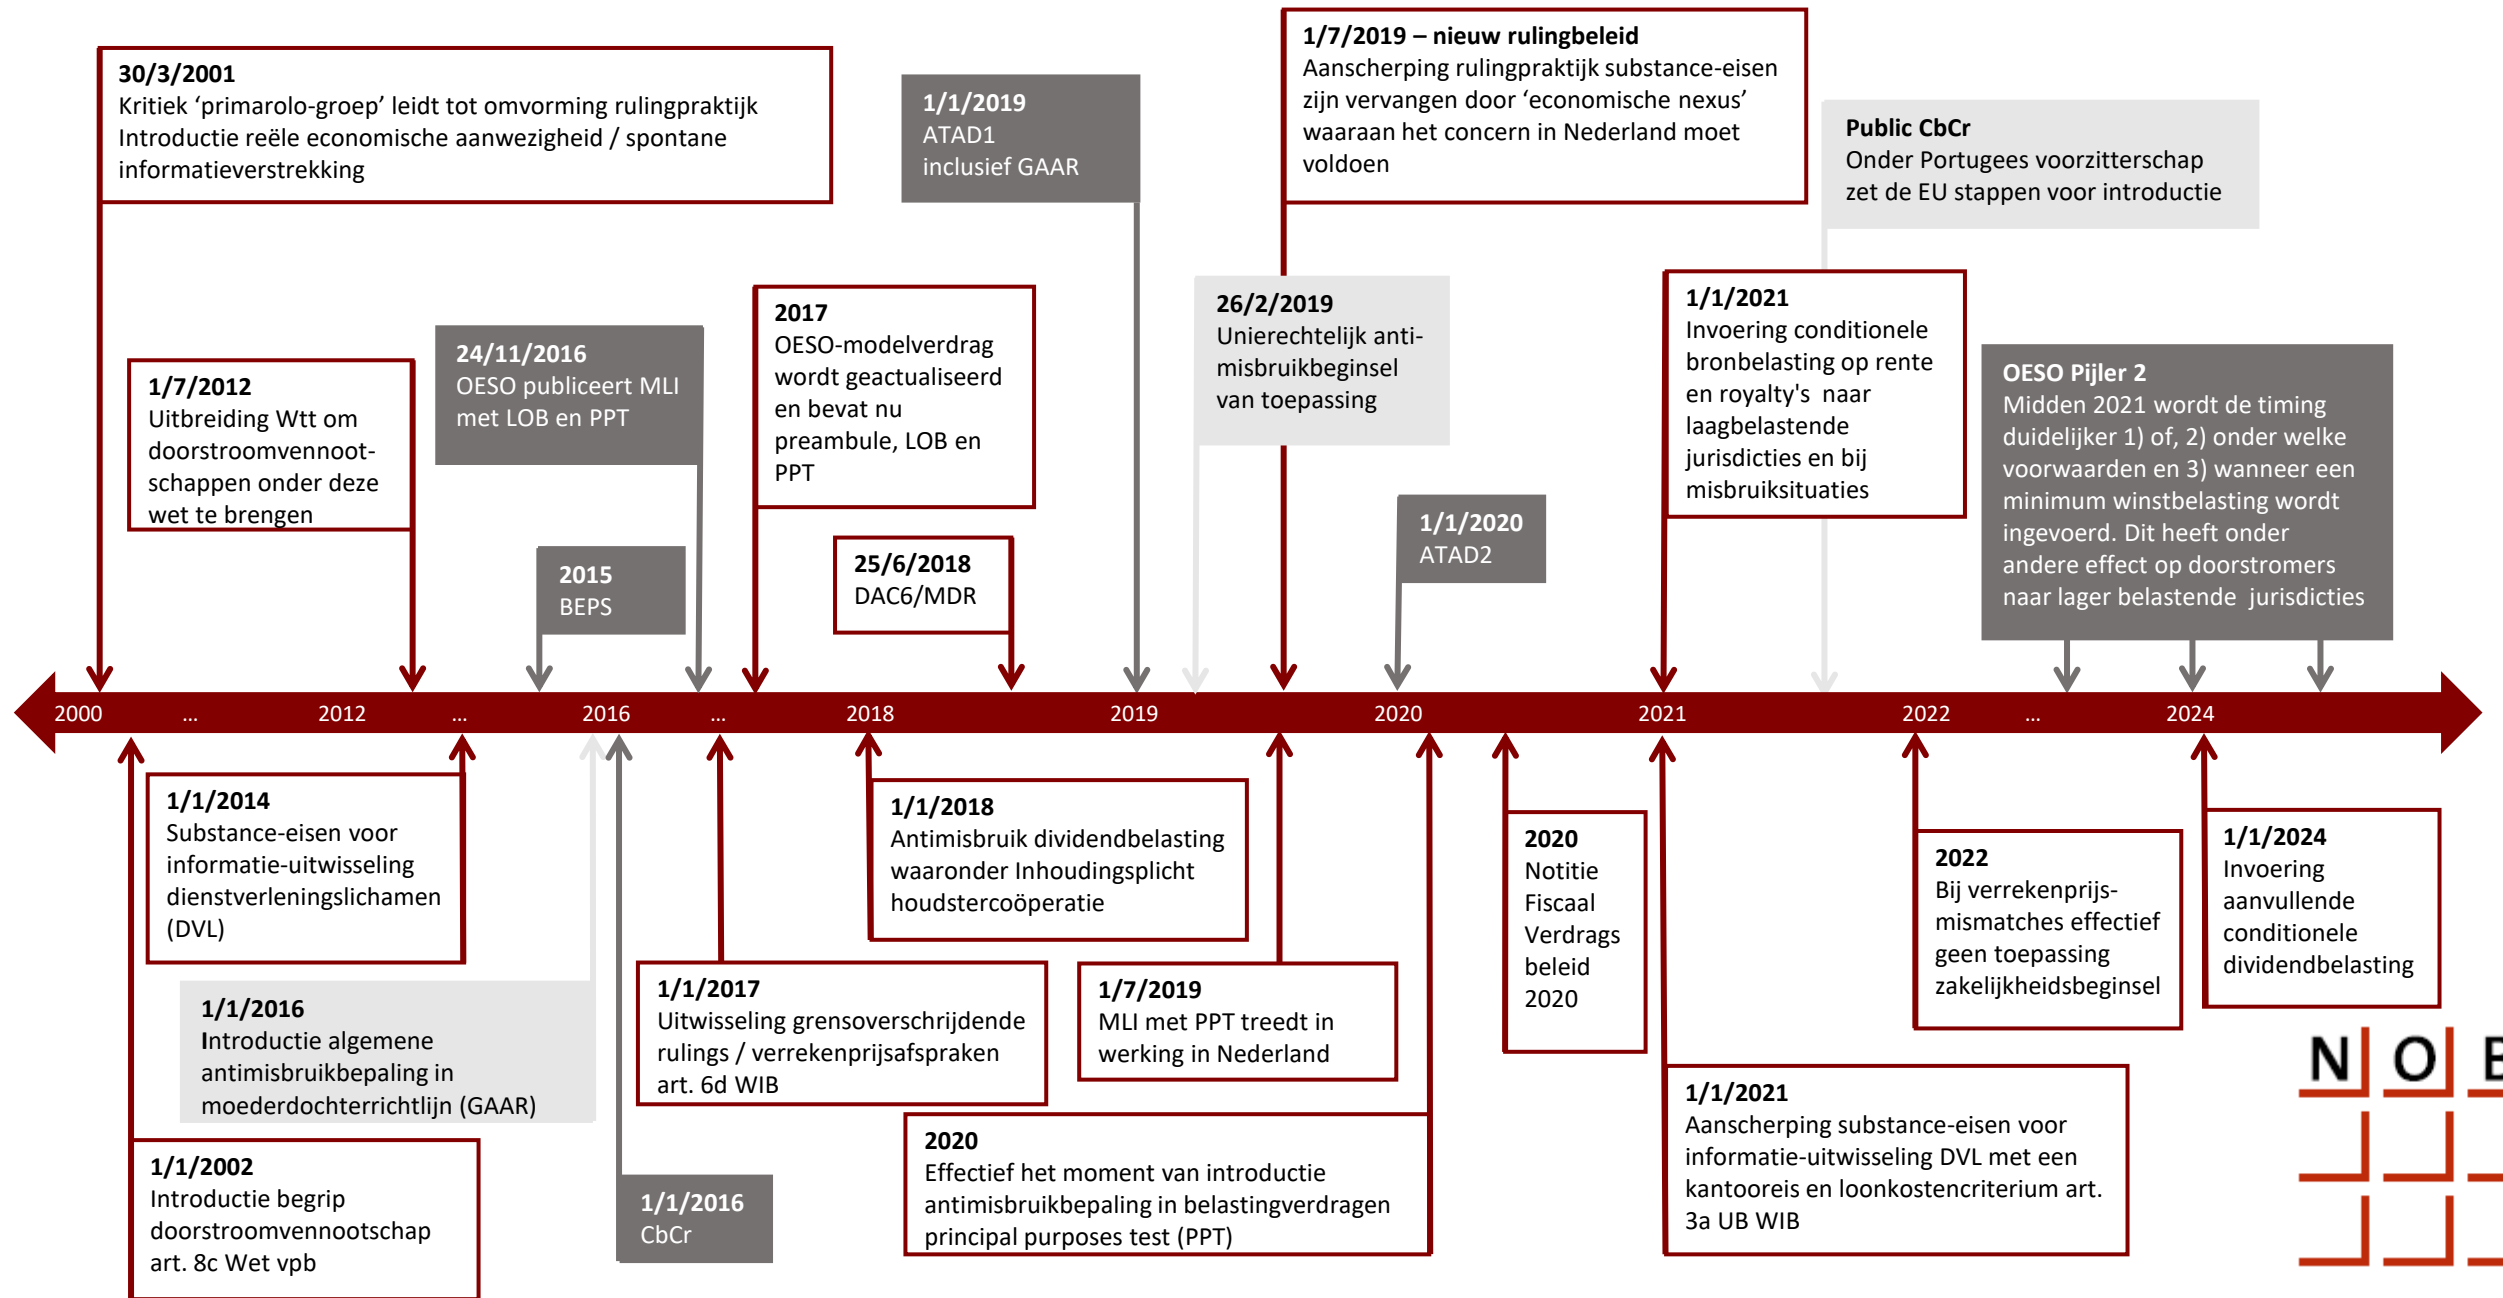 30/3/2001
Kritiek ‘primarolo-groep’ leidt tot omvorming rulingpraktijk
Introductie reële economische aanwezigheid / spontane
informatieverstrekking
1/7/2012
Uitbreiding Wtt om
doorstroomvennoot-
schappen onder deze
wet te brengen
24/11/2016
OESO publiceert MLI
met LOB en PPT
2015
BEPS
2017
OESO-modelverdrag
wordt geactualiseerd
en bevat nu
preambule, LOB en
PPT
25/6/2018
DAC6/MDR
1/1/2019
ATAD1
inclusief GAAR
26/2/2019
Unierechtelijk anti-
misbruikbeginsel
van toepassing
1/7/2019 – nieuw rulingbeleid
Aanscherping rulingpraktijk substance-eisen
zijn vervangen door ‘economische nexus’
waaraan het concern in Nederland moet
voldoen
1/1/2020
ATAD2
1/1/2021
Invoering conditionele
bronbelasting op rente
en royalty's naar
laagbelastende
jurisdicties en bij
misbruiksituaties
Public CbCr
Onder Portugees voorzitterschap
zet de EU stappen voor introductie
OESO Pijler 2
Midden 2021 wordt de timing
duidelijker 1) of, 2) onder welke
voorwaarden en 3) wanneer een
minimum winstbelasting wordt
ingevoerd. Dit heeft onder
andere effect op doorstromers
naar lager belastende jurisdicties
2000 ... 2012 ... 2016 ... 2018 2019 2020 2021 2022 ... 2024
1/1/2014
Substance-eisen voor
informatie-uitwisseling
dienstverleningslichamen
(DVL)
1/1/2016
Introductie algemene
antimisbruikbepaling in
moederdochterrichtlijn (GAAR)
1/1/2002
Introductie begrip
doorstroomvennootschap
art. 8c Wet vpb
1/1/2016
CbCr
1/1/2017
Uitwisseling grensoverschrijdende
rulings / verrekenprijsafspraken
art. 6d WIB
1/1/2018
Antimisbruik dividendbelasting
waaronder Inhoudingsplicht
houdstercoöperatie
1/7/2019
MLI met PPT treedt in
werking in Nederland
2020
Effectief het moment van introductie
antimisbruikbepaling in belastingverdragen
principal purposes test (PPT)
2020
Notitie
Fiscaal
Verdrags
beleid
2020
1/1/2021
Aanscherping substance-eisen voor
informatie-uitwisseling DVL met een
kantooreis en loonkostencriterium art.
3a UB WIB
2022
Bij verrekenprijs-
mismatches effectief
geen toepassing
zakelijkheidsbeginsel
1/1/2024
Invoering
aanvullende
conditionele
dividendbelasting
N O B